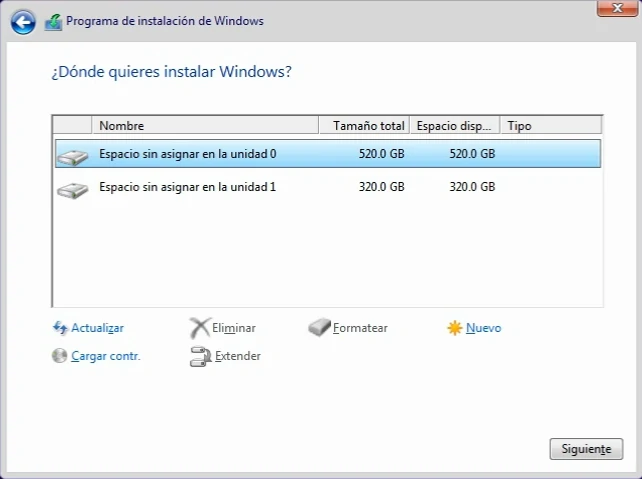 Programa de instalación de Windows
¿Dónde quieres instalar Windows?
Nombre Tamaño total Espacio disp... Tipo
Espacio sin asignar en la unidad 0 520.0 GB 520.0 GB
Espacio sin asignar en la unidad 1 320.0 GB 320.0 GB
Actualizar Eliminar Formatear Nuevo
Cargar contr. Extender
Siguiente